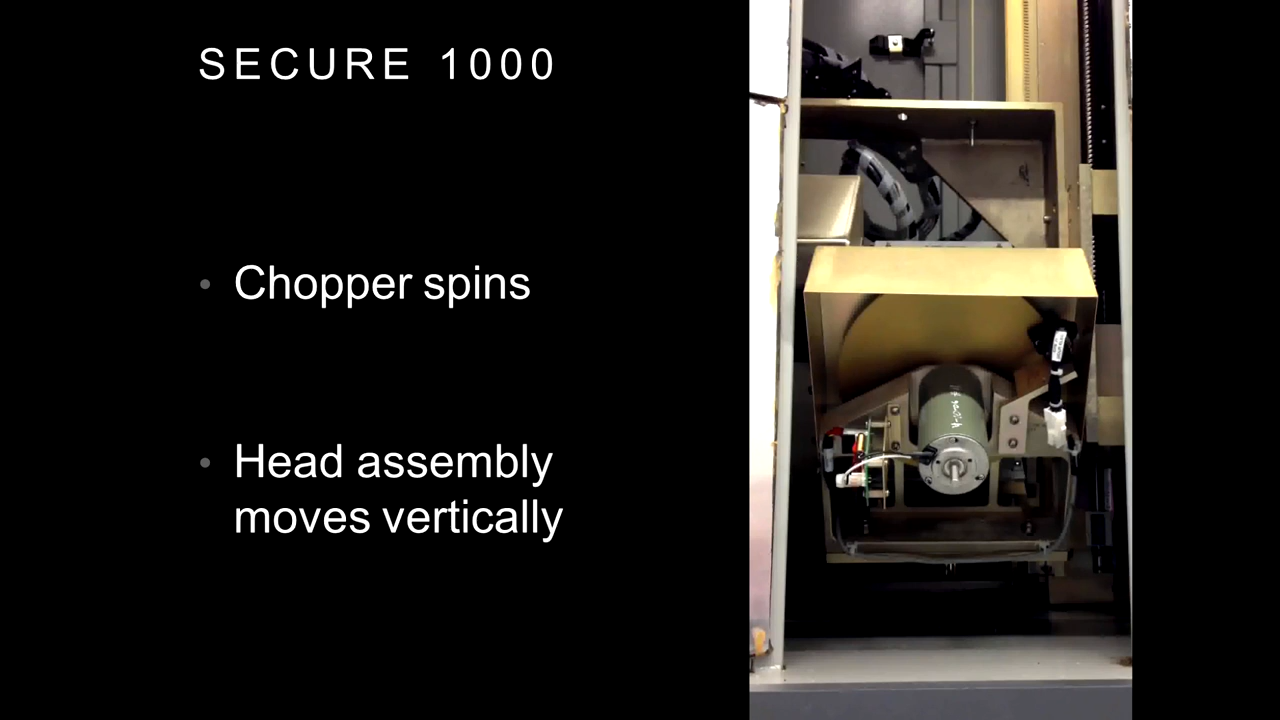 SECURE 1000
• Chopper spins
• Head assembly
moves vertically